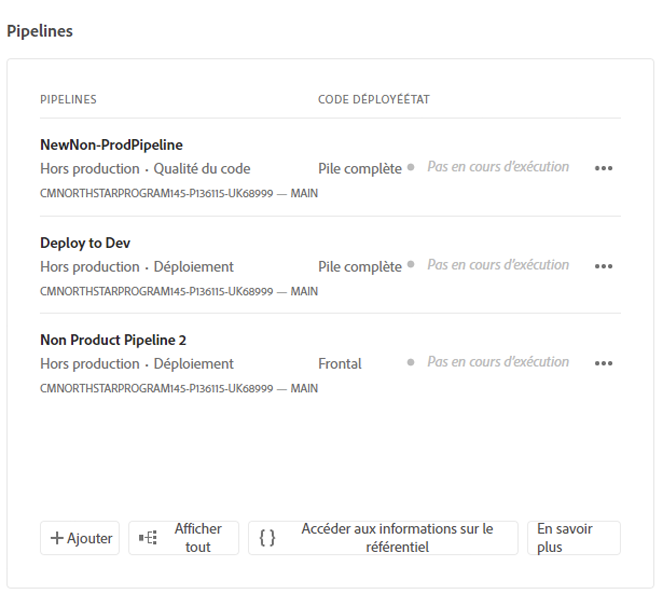 Pipelines
PIPELINES CODE DÉPLOYÉÉTAT
NewNon-ProdPipeline
Hors production · Qualité du code Pile complète Pas en cours d'exécution
CMNORTHSTARPROGRAM145-P136115-UK68999 — MAIN
Deploy to Dev
Hors production · Déploiement Pile complète Pas en cours d'exécution
CMNORTHSTARPROGRAM145-P136115-UK68999 — MAIN
Non Product Pipeline 2
Hors production · Déploiement Frontal Pas en cours d'exécution
CMNORTHSTARPROGRAM145-P136115-UK68999 — MAIN
Ajouter
Afficher
tout
Accéder aux informations sur le
référentiel
En savoir
plus